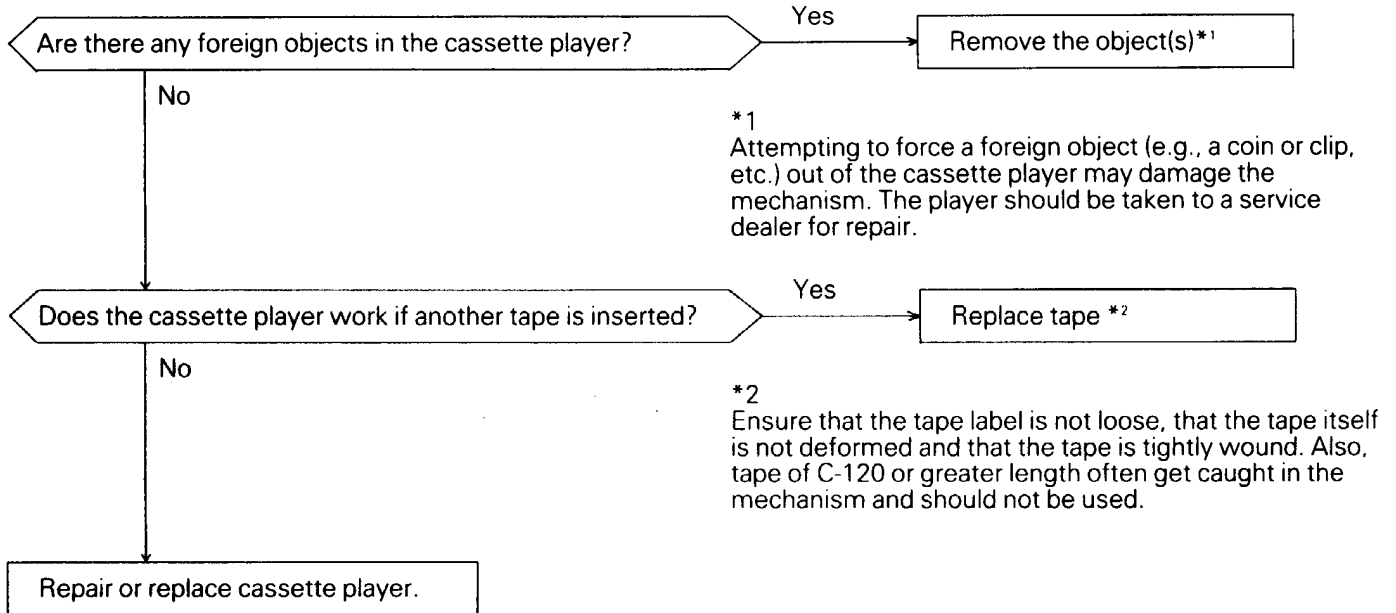 Yes
Are there any foreign objects in the cassette player?
Remove the object(s)*1
No
*1
Attempting to force a foreign object (e.g., a coin or clip,
etc.) out of the cassette player may damage the
mechanism. The player should be taken to a service
dealer for repair.
Yes
Does the cassette player work if another tape is inserted?
Replace tape *2
No
*2
Ensure that the tape label is not loose, that the tape itself
is not deformed and that the tape is tightly wound. Also,
tape of C-120 or greater length often get caught in the
mechanism and should not be used.
Repair or replace cassette player.